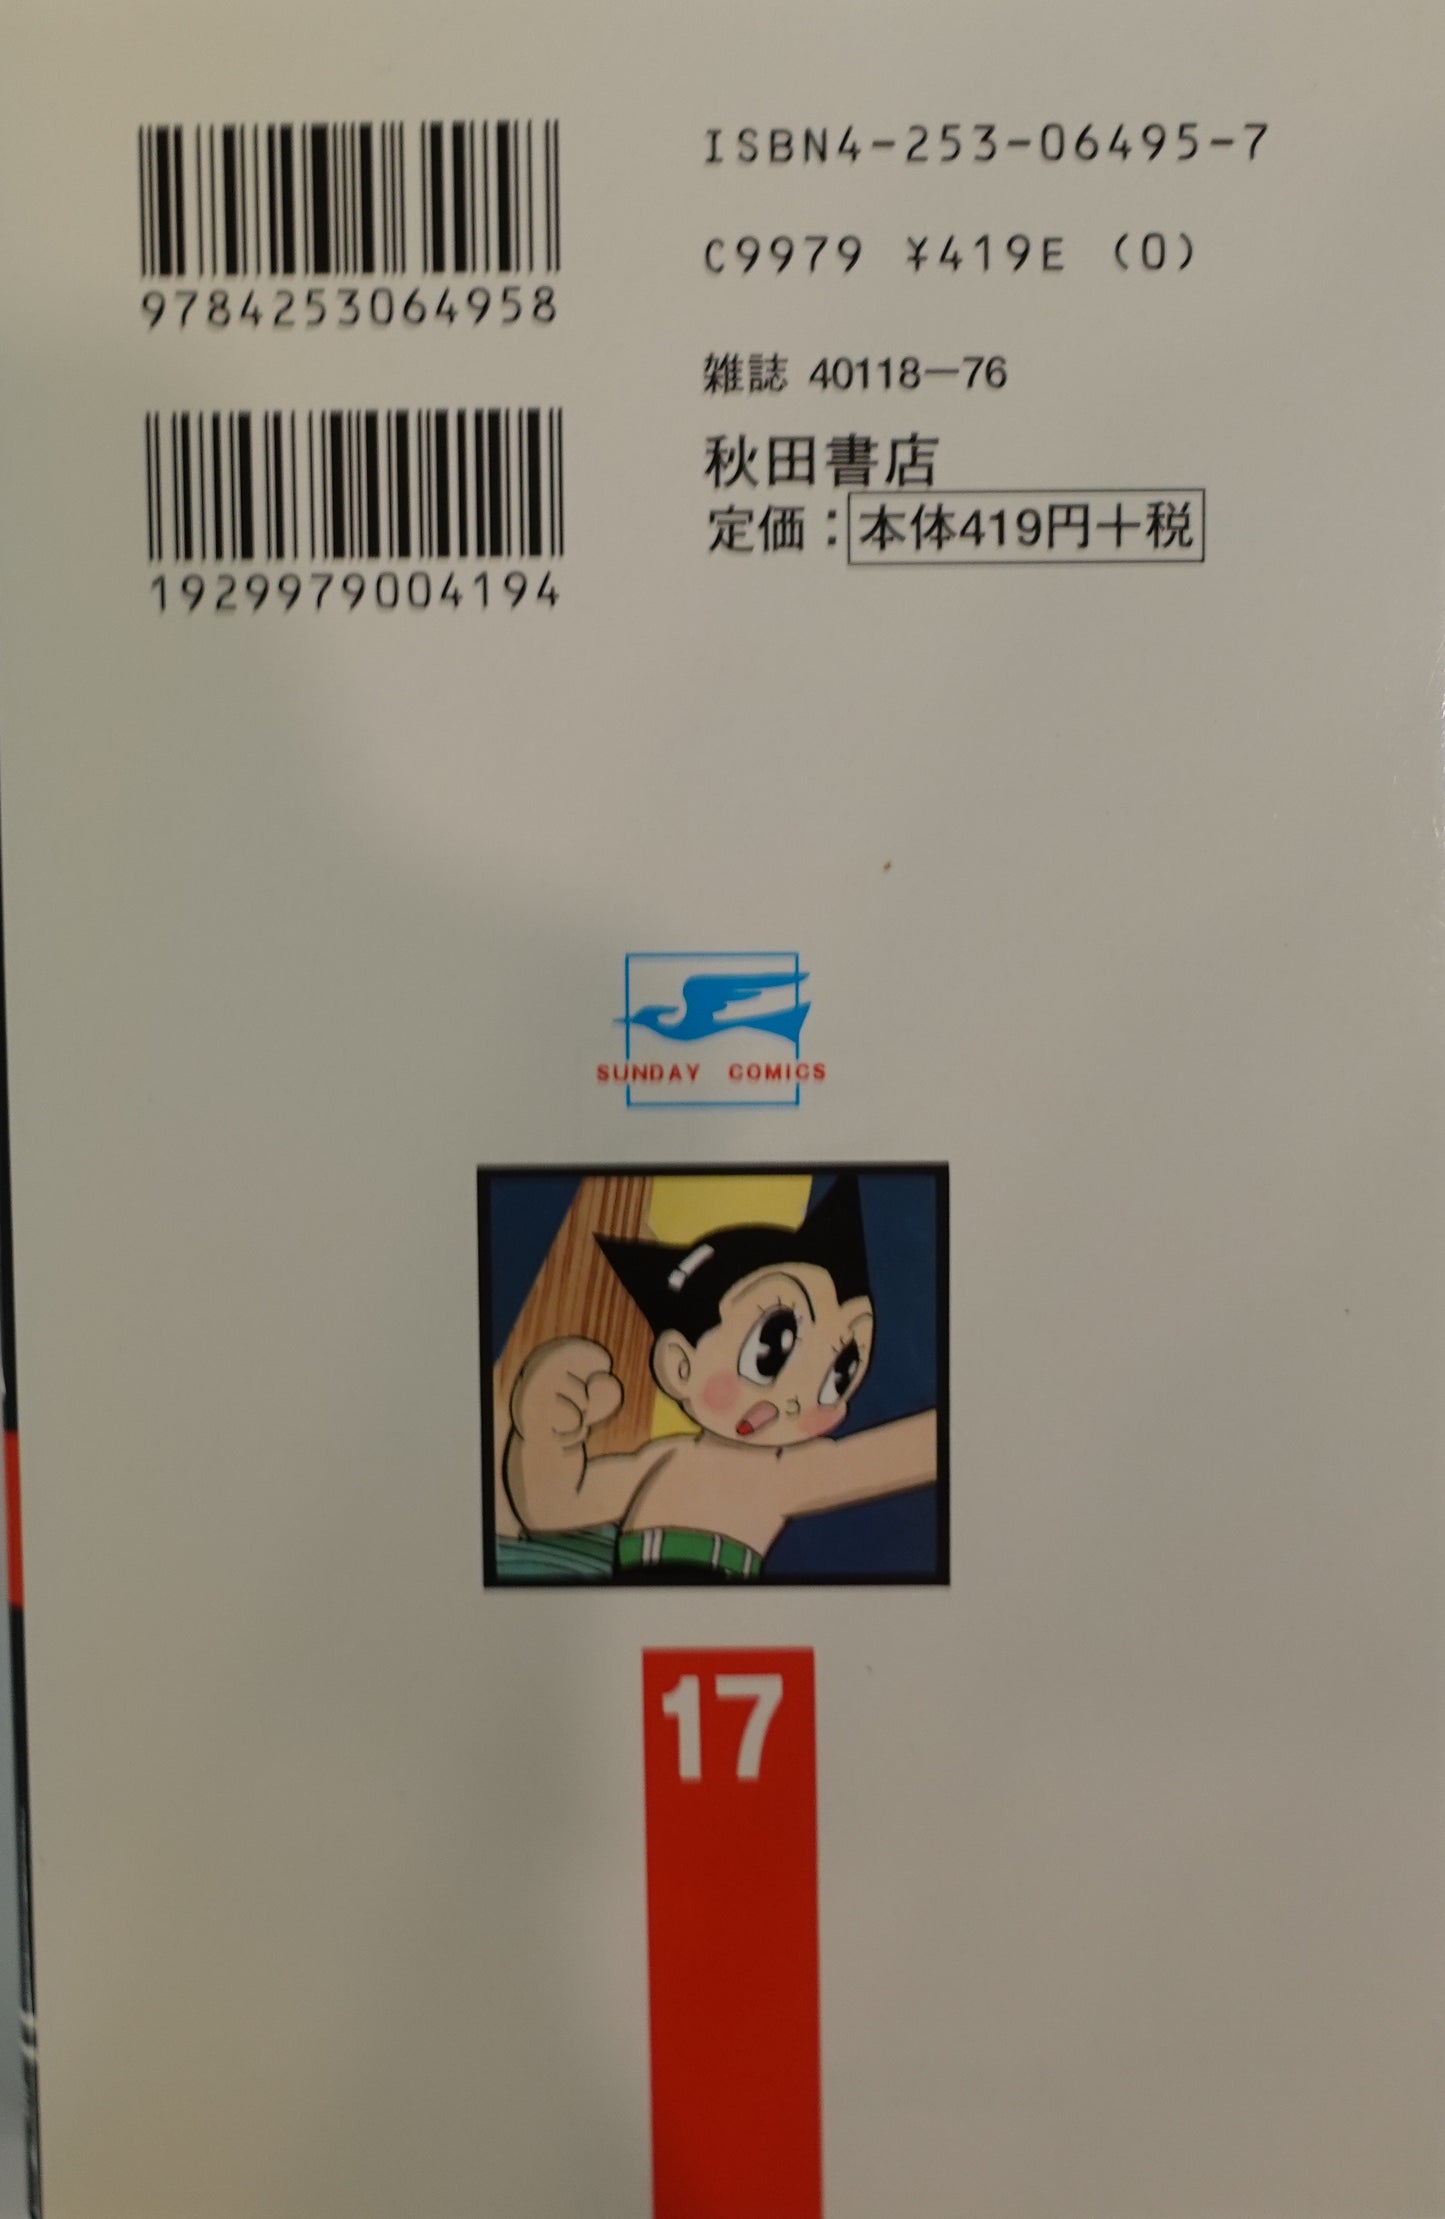 9784253064958
1929979004194
ISBN4-253-06495-7
C9979 ¥419E (0)
雑誌 40118—76
秋田書店
定価：本体419円＋税
SUNDAY COMICS
17